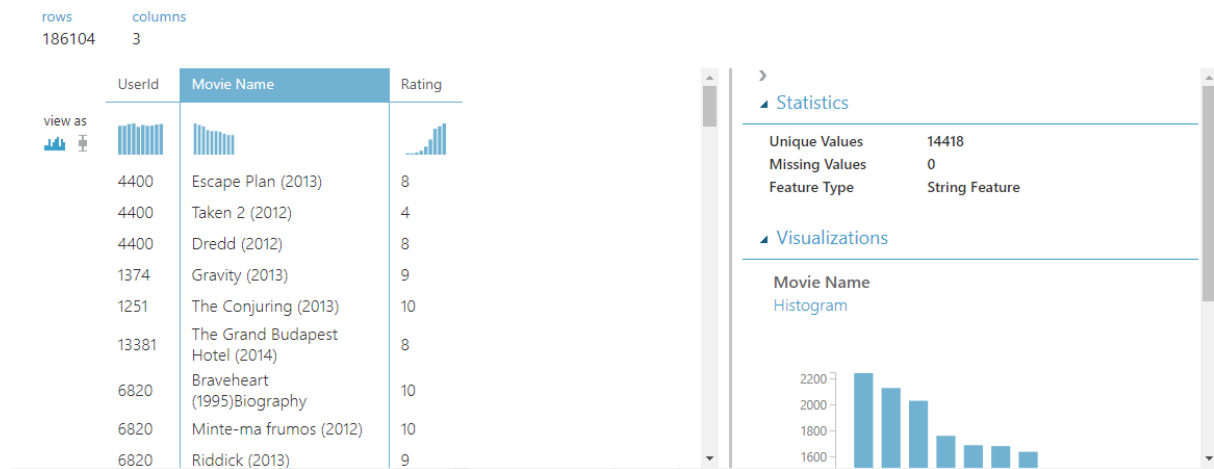 rows columns
186104 3
UserId Movie Name Rating
view as
4400 Escape Plan (2013) 8
4400 Taken 2 (2012) 4
4400 Dredd (2012) 8
1374 Gravity (2013) 9
1251 The Conjuring (2013) 10
13381 The Grand Budapest
Hotel (2014) 8
6820 Braveheart
(1995)Biography 10
6820 Minte-ma frumos (2012) 10
6820 Riddick (2013) 9
Statistics
Unique Values 14418
Missing Values 0
Feature Type String Feature
Visualizations
Movie Name
Histogram
2200
2000
1800
1600